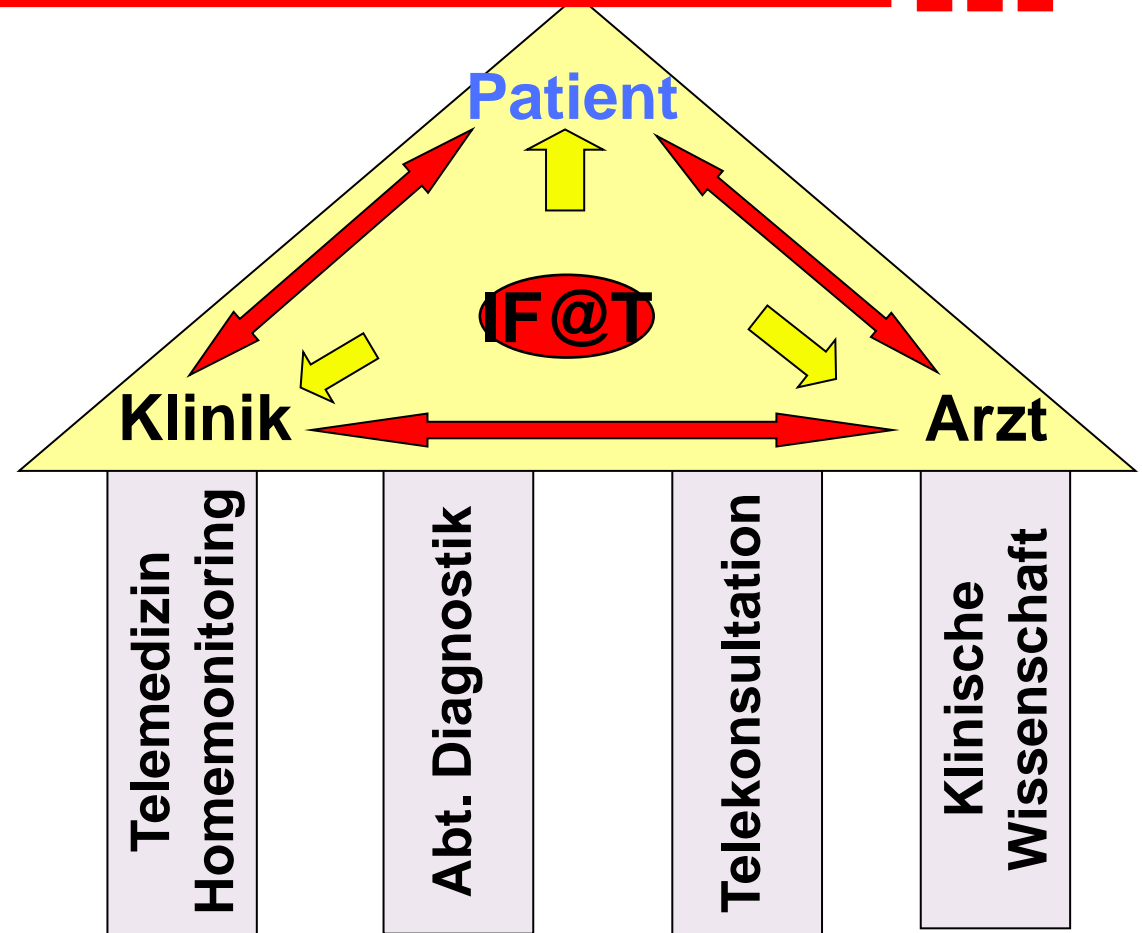 Patient
IF@T
Klinik
Arzt
Telemedizin
Homemonitoring
Abt. Diagnostik
Telekonsultation
Klinische
Wissenschaft